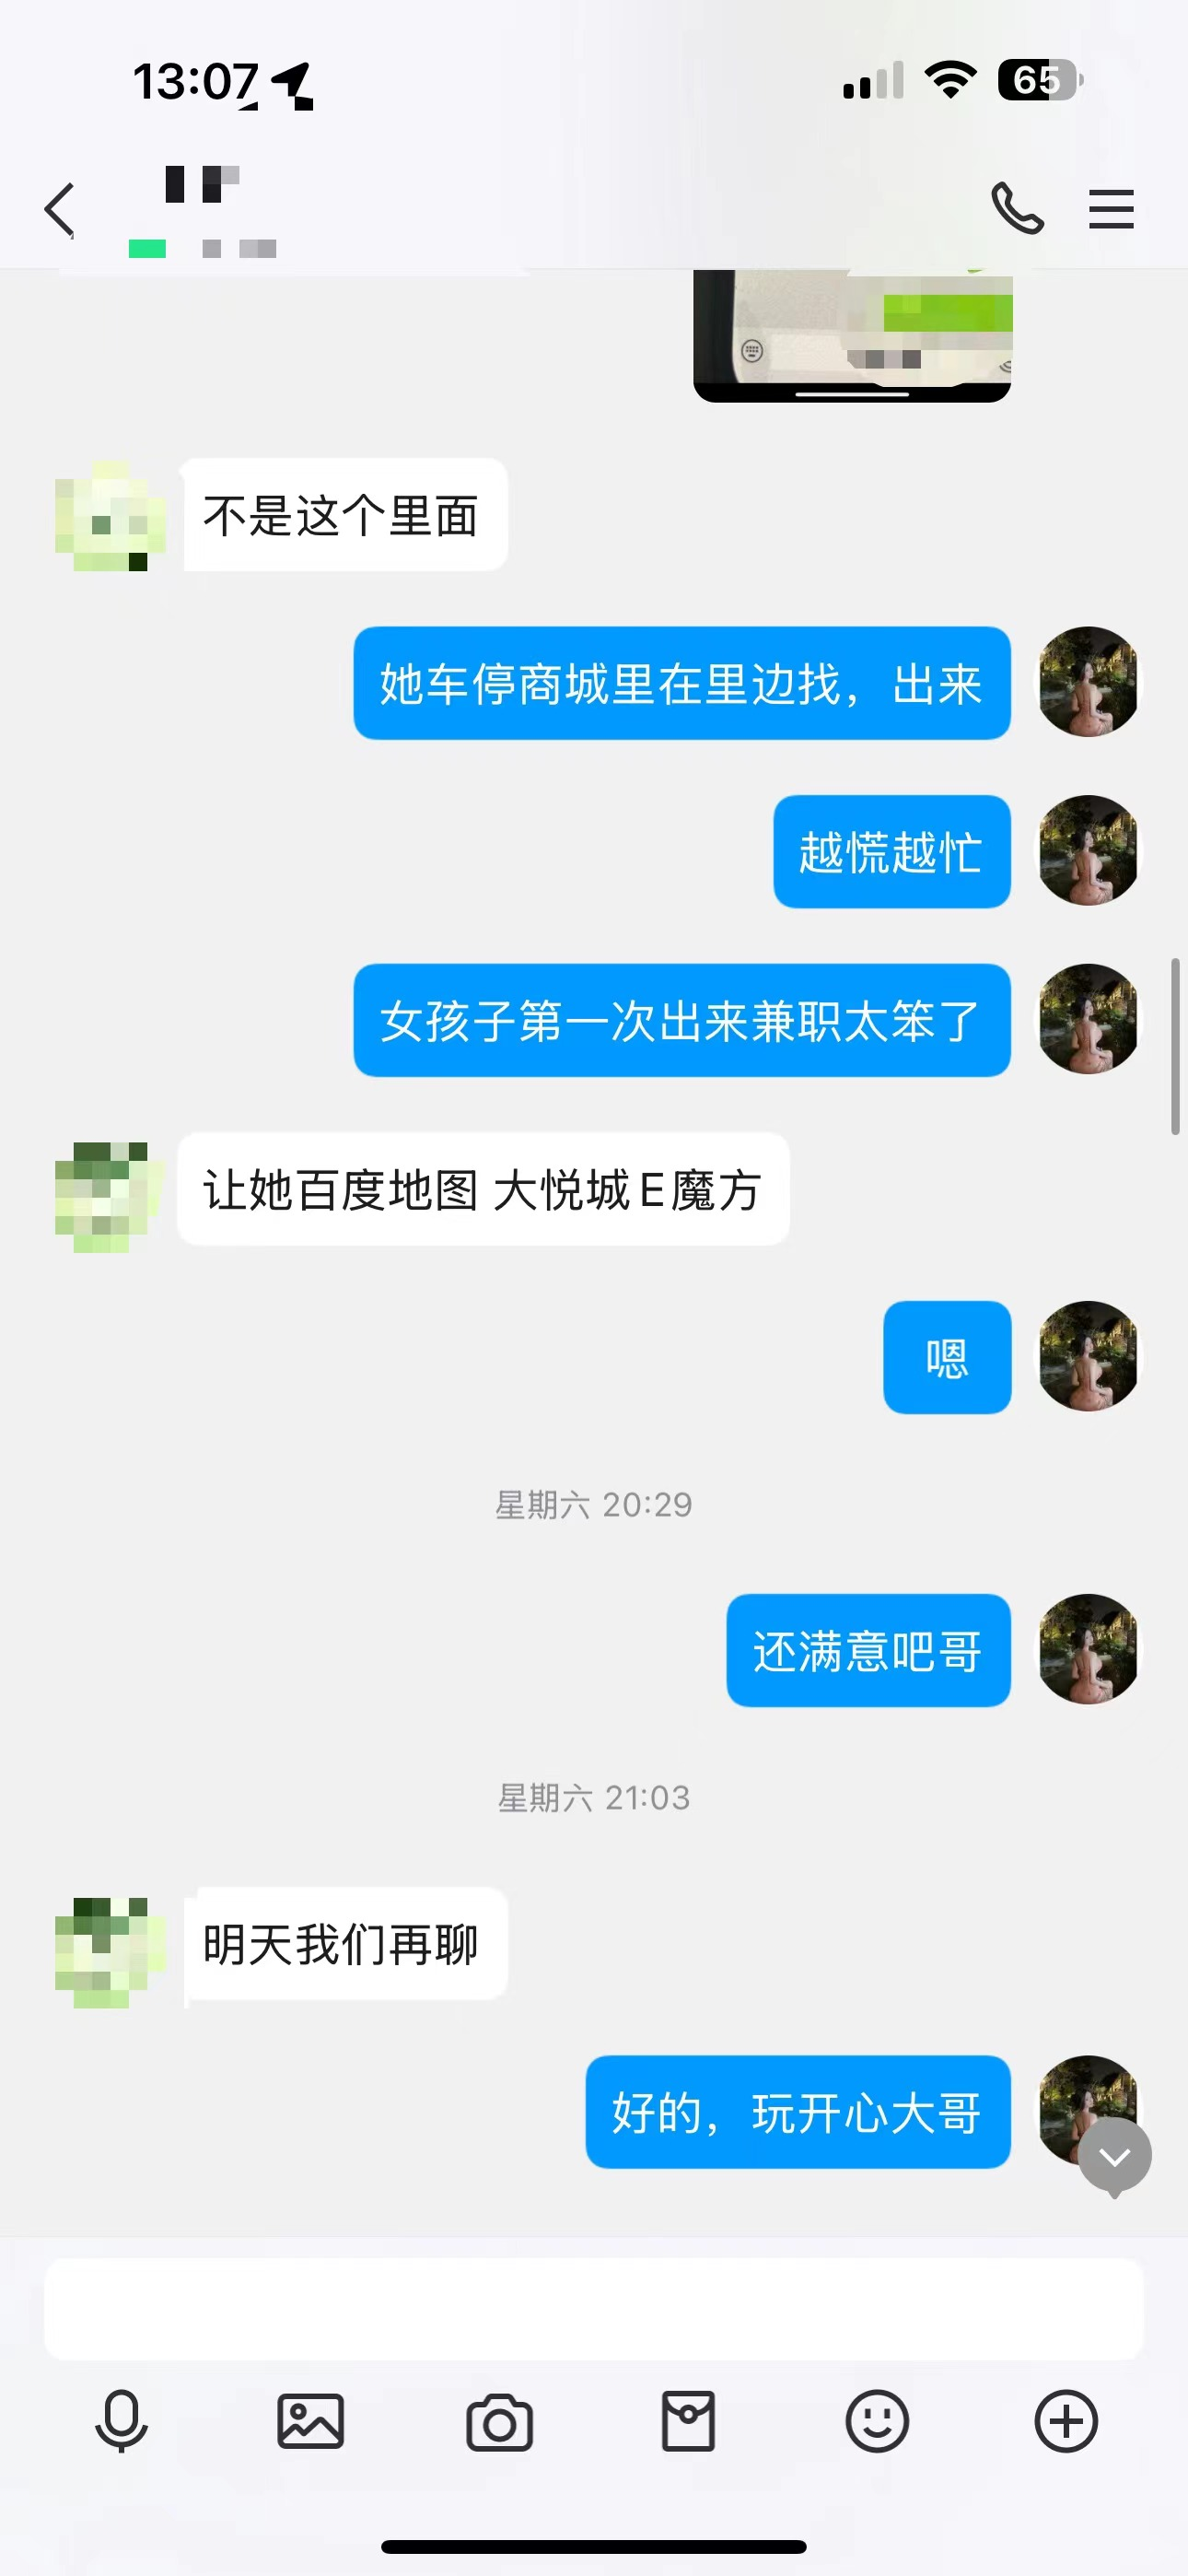 13:07
65
不是这个里面
她车停商城里在里边找，出来
越慌越忙
女孩子第一次出来兼职太笨了
让她百度地图 大悦城E魔方
嗯
星期六 20:29
还满意吧哥
星期六 21:03
明天我们再聊
好的，玩开心大哥